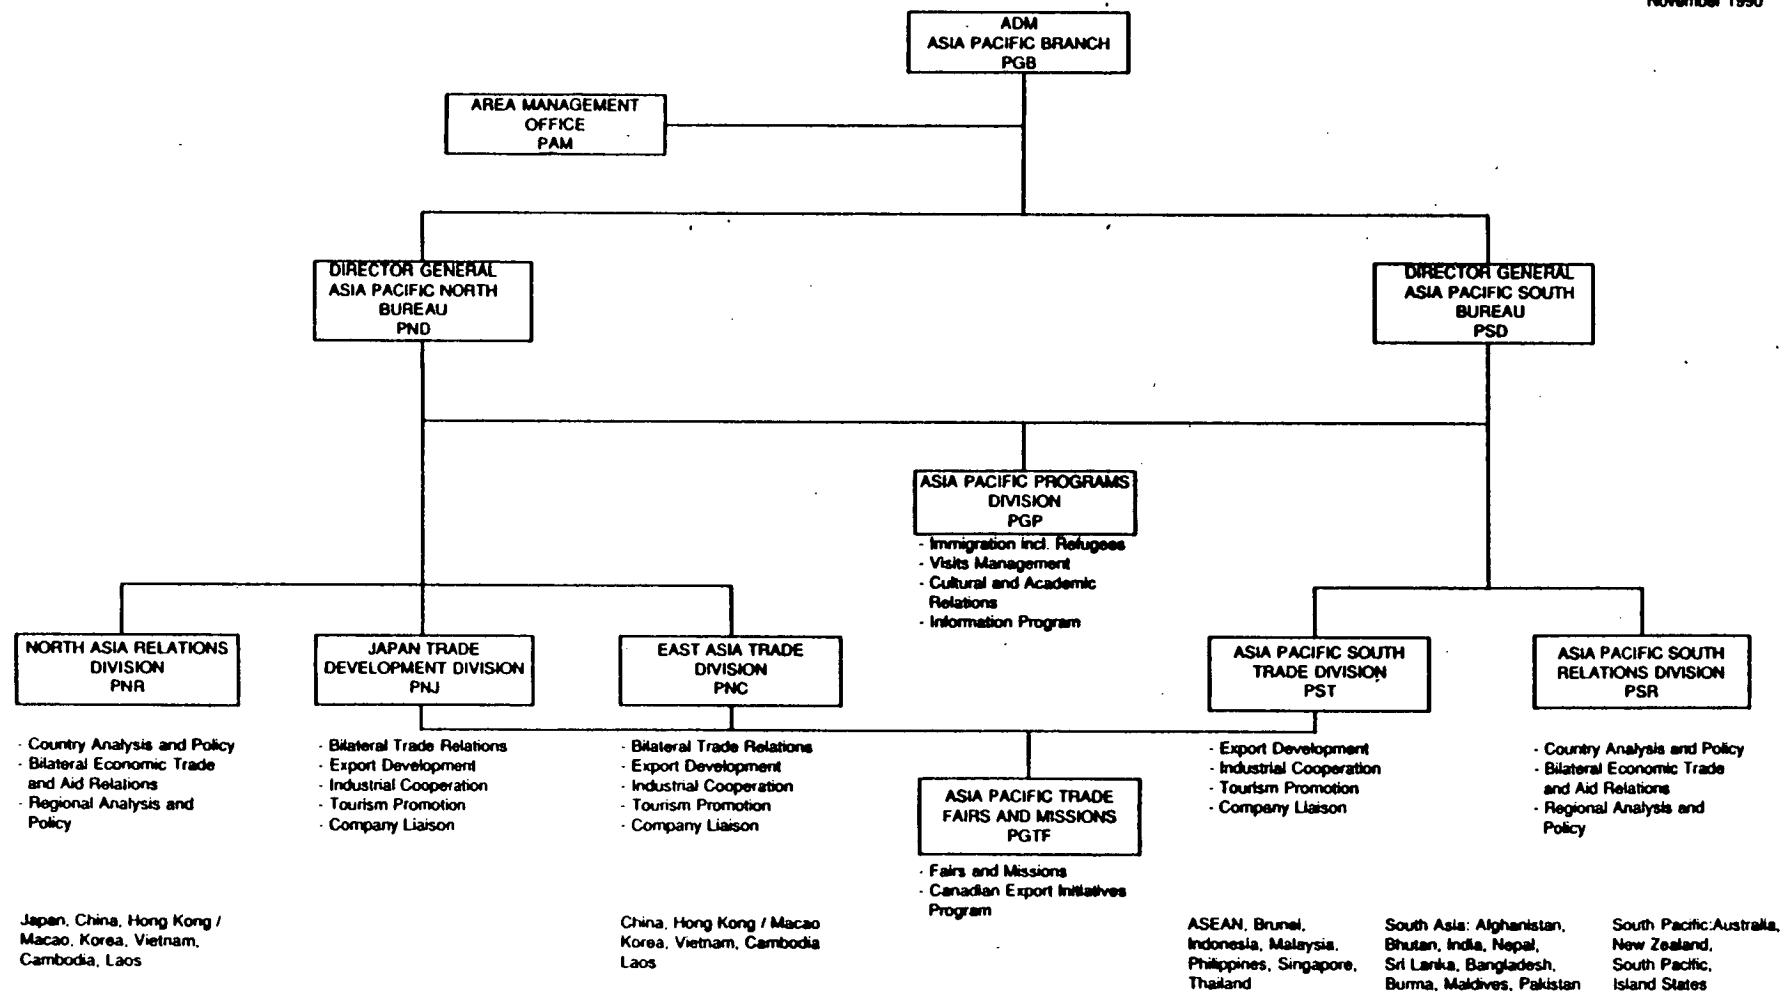 November 1990
ADM
ASIA PACIFIC BRANCH
PGB
AREA MANAGEMENT
OFFICE
PAM
DIRECTOR GENERAL
ASIA PACIFIC NORTH
BUREAU
PND
DIRECTOR GENERAL
ASIA PACIFIC SOUTH
BUREAU
PSD
ASIA PACIFIC PROGRAMS
DIVISION
PGP
- Immigration Incl. Refugees
- Visits Management
- Cultural and Academic
Relations
- Information Program
NORTH ASIA RELATIONS
DIVISION
PNR
- Country Analysis and Policy
- Bilateral Economic Trade
and Aid Relations
- Regional Analysis and
Policy
JAPAN TRADE
DEVELOPMENT DIVISION
PNJ
- Bilateral Trade Relations
- Export Development
- Industrial Cooperation
- Tourism Promotion
- Company Liaison
EAST ASIA TRADE
DIVISION
PNC
- Bilateral Trade Relations
- Export Development
- Industrial Cooperation
- Tourism Promotion
- Company Liaison
ASIA PACIFIC TRADE
FAIRS AND MISSIONS
PGTF
- Fairs and Missions
- Canadian Export Initiatives
Program
ASIA PACIFIC SOUTH
TRADE DIVISION
PST
- Export Development
- Industrial Cooperation
- Tourism Promotion
- Company Liaison
ASIA PACIFIC SOUTH
RELATIONS DIVISION
PSR
- Country Analysis and Policy
- Bilateral Economic Trade
and Aid Relations
- Regional Analysis and
Policy
Japan, China, Hong Kong /
Macao, Korea, Vietnam,
Cambodia, Laos
China, Hong Kong / Macao
Korea, Vietnam, Cambodia
Laos
ASEAN, Brunei,
Indonesia, Malaysia,
Philippines, Singapore,
Thailand
South Asia: Afghanistan,
Bhutan, India, Nepal,
Sri Lanka, Bangladesh,
Burma, Maldives, Pakistan
South Pacific:Australia,
New Zealand,
South Pacific,
Island States